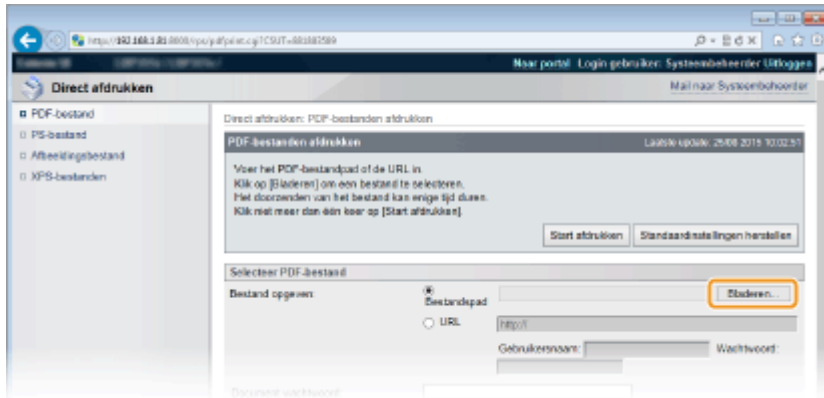 Naar portal Login gebruiker: Systeembeheerder Uitloggen
Direct afdrukken
Mail naar Systeembeheerder
PDF-bestand
PS-bestand
Afbeeldingsbestand
XPS-bestanden
Direct afdrukken: PDF-bestanden afdrukken
PDF-bestanden afdrukken
Laatste update: 25/08 2015 10:02:51
Voer het PDF-bestandpad of de URL in.
Klik op [Bladeren] om een bestand te selecteren.
Het doorzenden van het bestand kan enige tijd duren.
Klik niet meer dan één keer op [Start afdrukken].
Start afdrukken
Standaardinstellingen herstellen
Selecteer PDF-bestand
Bestand opgeven:
Bestandspad
Bladeren...
URL
http://
Gebruikersnaam:
Wachtwoord:
Document wachtwoord: